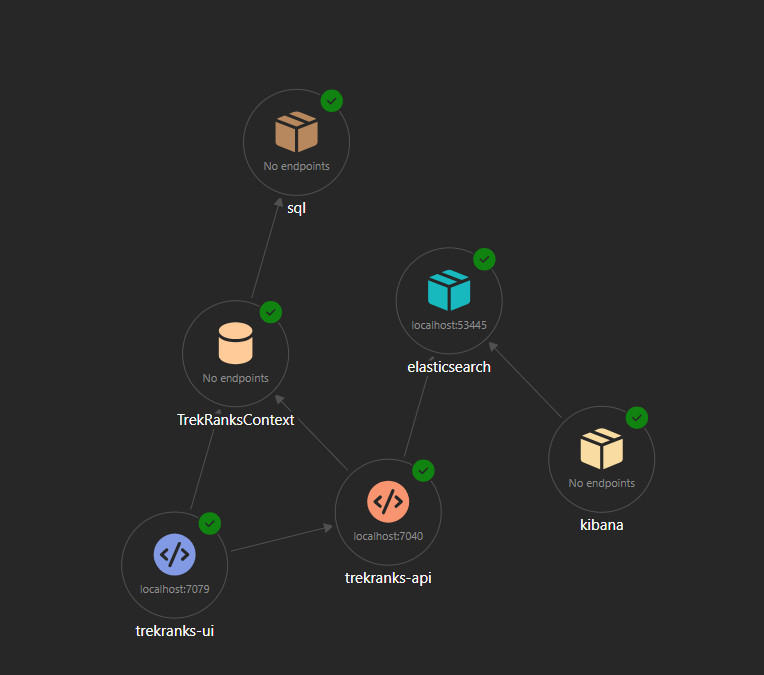 No endpoints
sql
localhost:53445
elasticsearch
No endpoints
TrekRanksContext
No endpoints
kibana
localhost:7040
trekranks-api
localhost:7079
trekranks-ui